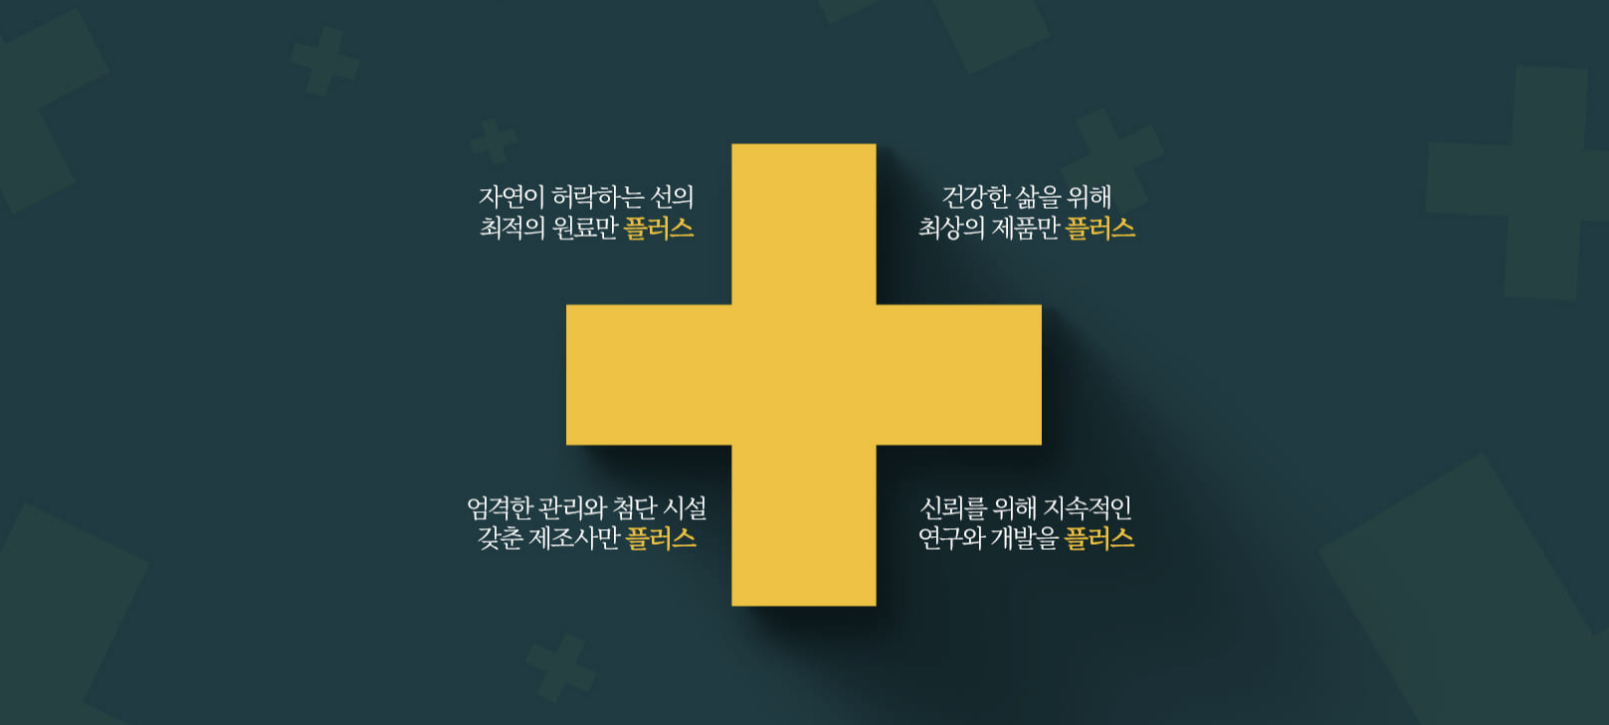 자연이 허락하는 선의
최적의 원료만 플러스
건강한 삶을 위해
최상의 제품만 플러스
엄격한 관리와 첨단 시설
갖춘 제조사만 플러스
신뢰를 위해 지속적인
연구와 개발을 플러스